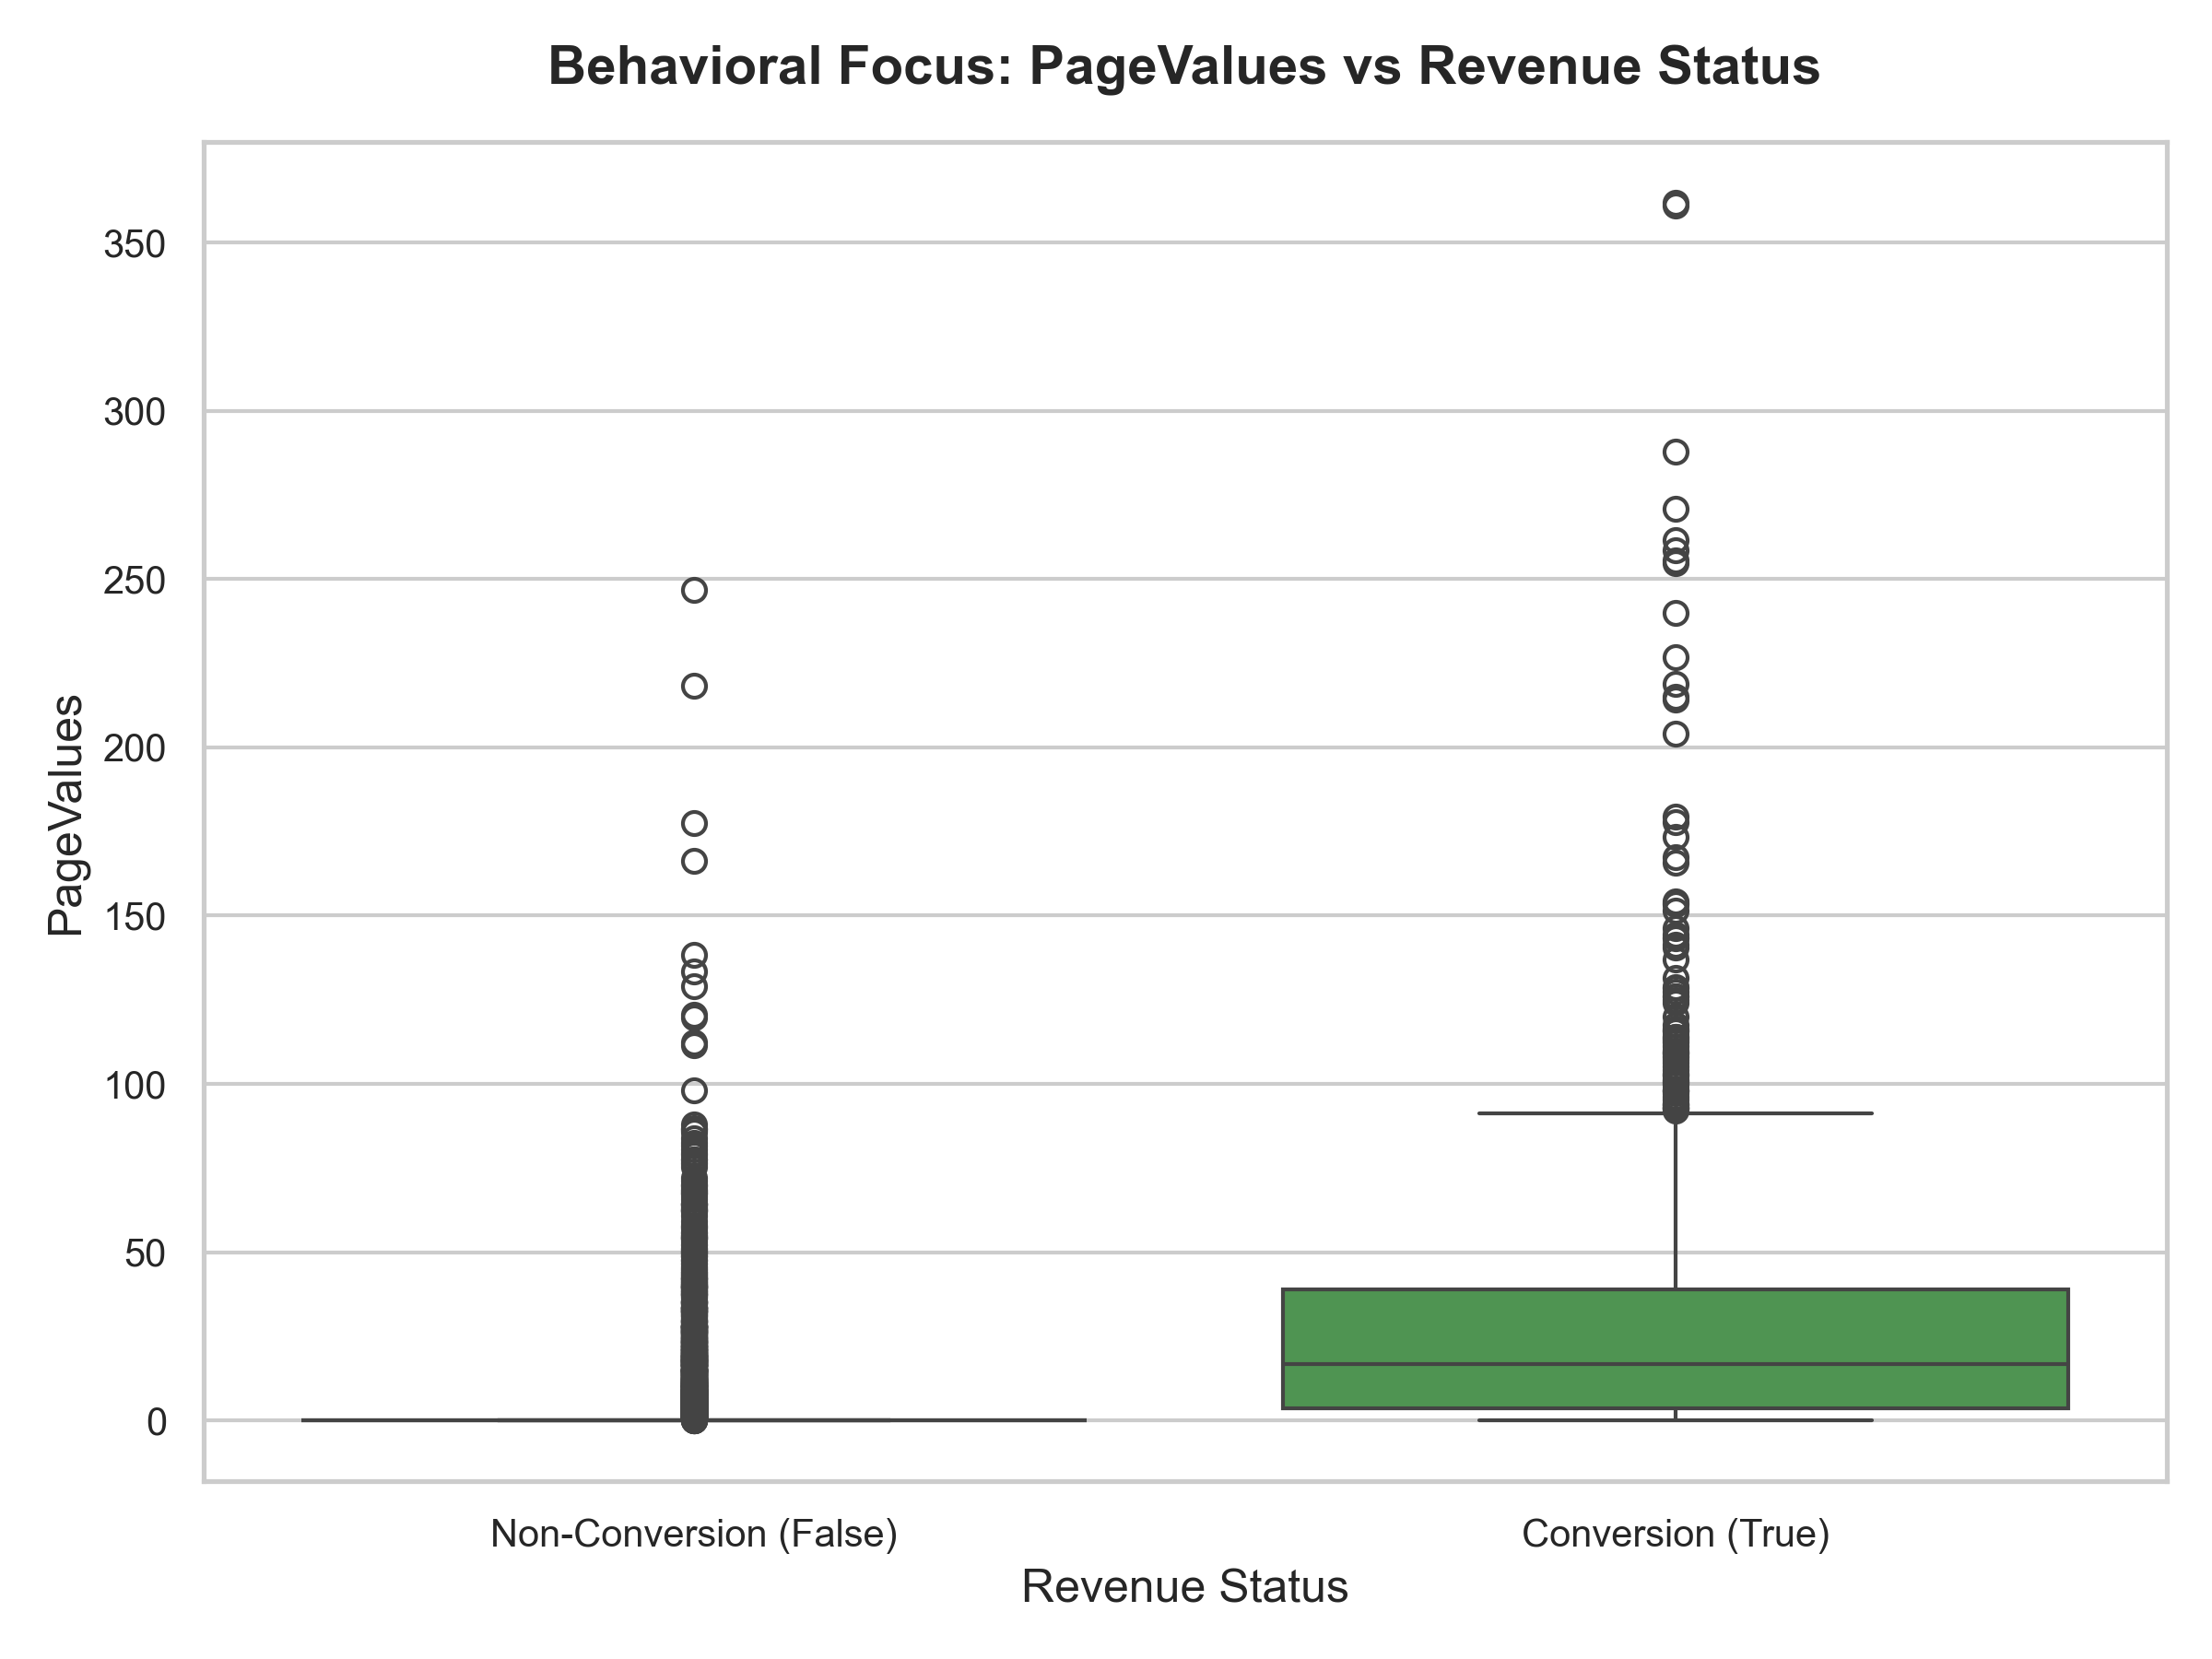 Behavioral Focus: PageValues vs Revenue Status
PageValues
350
300
250
200
150
100
50
0
Non-Conversion (False)
Conversion (True)
Revenue Status